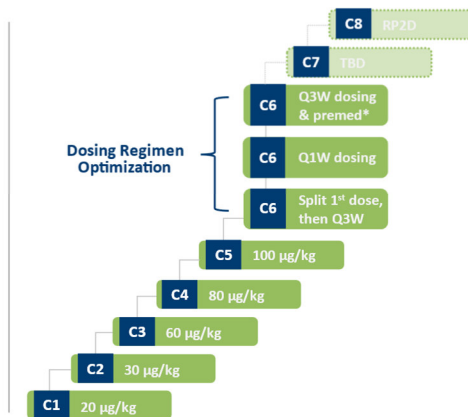 C8 RP2D
C7 TBD
C6 Q3W dosing
& premed*
Dosing Regimen
Optimization
C6 Q1W dosing
C6 Split 1st dose,
then Q3W
C5 100 µg/kg
C4 80 µg/kg
C3 60 µg/kg
C2 30 µg/kg
C1 20 µg/kg